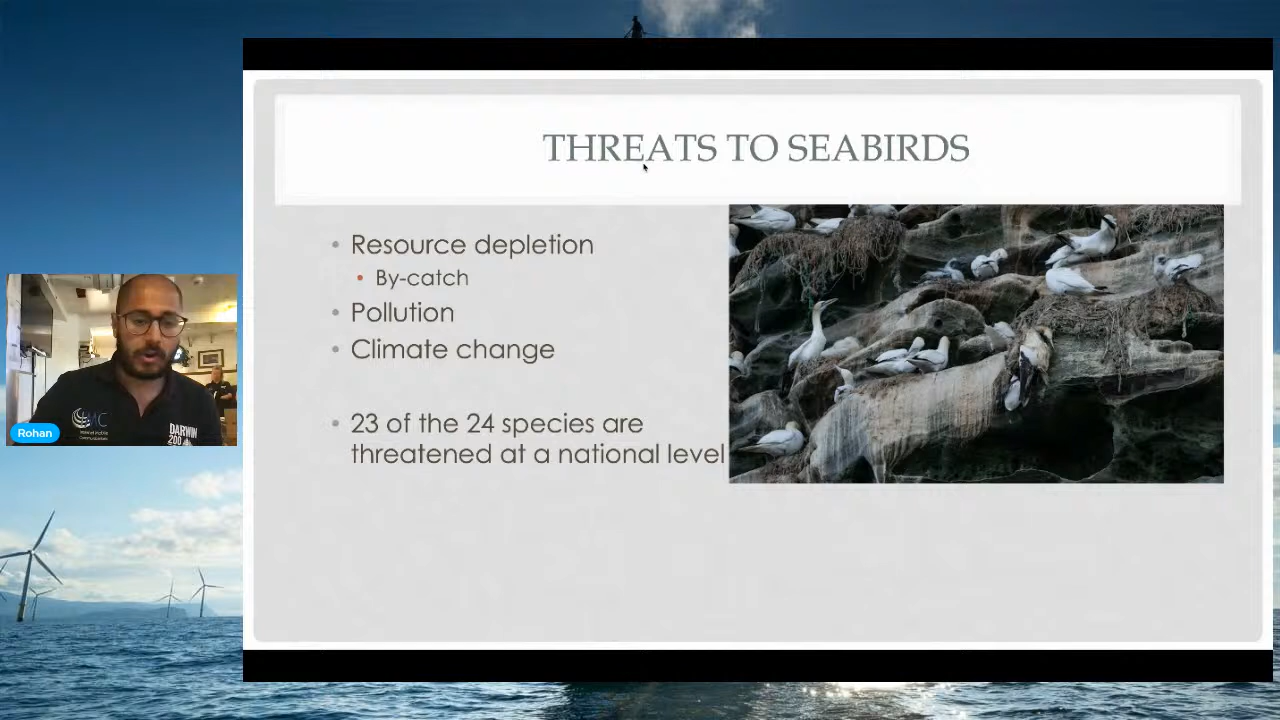 THREATS TO SEABIRDS
• Resource depletion
• By-catch
• Pollution
• Climate change
• 23 of the 24 species are
threatened at a national level
Rohan
MC
DARWIN
200